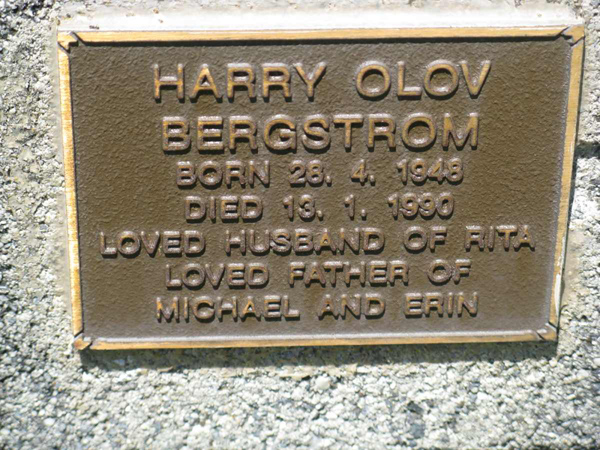 HARRY OLOV
BERGSTROM
BORN 28. 4. 1948
DIED 13. 1. 1990
LOVED HUSBAND OF RITA
LOVED FATHER OF
MICHAEL AND ERIN